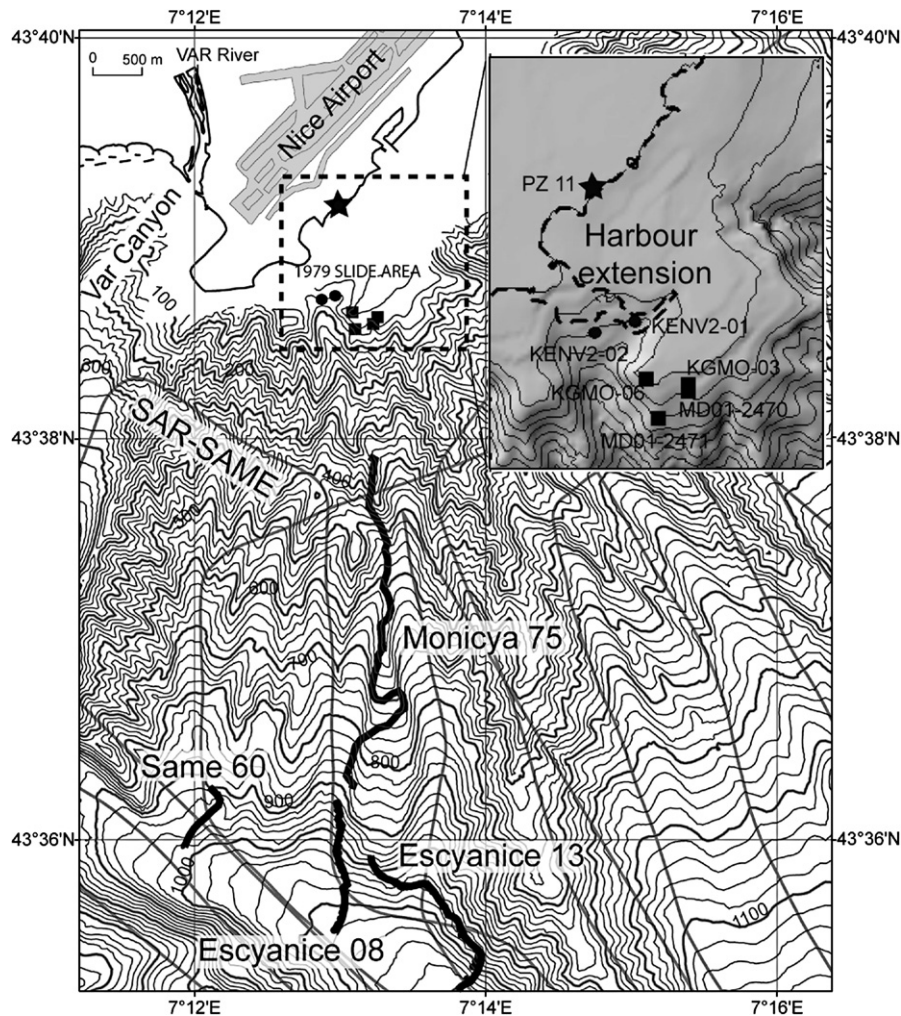 7°12'E
7°14'E
7°16'E
43°40'N
43°40'N
0 500 m
VAR River
Nice Airport
PZ 11
Harbour
extension
Var Canyon
1979 SLIDE AREA
100
KENV2-01
KENV2-02
KGMO-03
KGMO-06
MD01-2470
MD01-2471
200
300
43°38'N
43°38'N
SAR-SAME
400
500
600
Monicya 75
700
Same 60
800
900
43°36'N
43°36'N
Escyanice 13
1000
1100
Escyanice 08
7°12'E
7°14'E
7°16'E